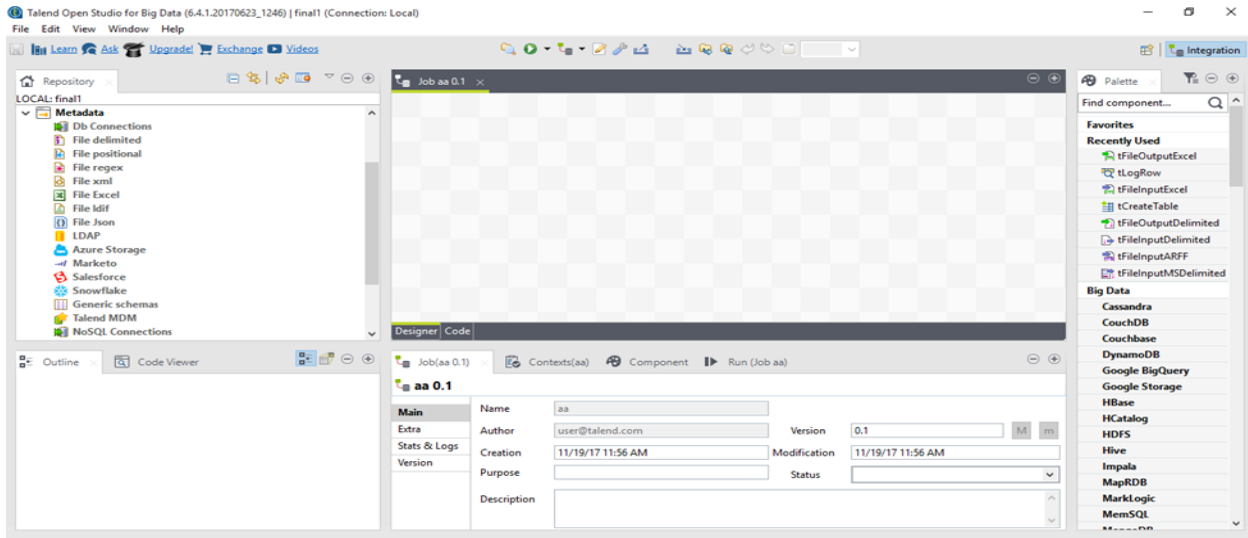 Talend Open Studio for Big Data (6.4.1.20170623_1246) | final1 (Connection: Local)
File Edit View Window Help
Learn Ask Upgrade! Exchange Videos
Integration
Repository
LOCAL: final1
Metadata
Db Connections
File delimited
File positional
File regex
File xml
File Excel
File ldif
File Json
LDAP
Azure Storage
Marketo
Salesforce
Snowflake
Generic schemas
Talend MDM
NoSQL Connections
Job aa 0.1
Designer Code
Palette
Find component...
Favorites
Recently Used
tFileOutputExcel
tLogRow
tFileInputExcel
tCreateTable
tFileOutputDelimited
tFileInputDelimited
tFileInputARFF
tFileInputMSDelimited
Big Data
Cassandra
CouchDB
Couchbase
DynamoDB
Google BigQuery
Google Storage
HBase
HCatalog
HDFS
Hive
Impala
MapRDB
MarkLogic
MemSQL
MongoDB
Outline Code Viewer
Job(aa 0.1) Contexts(aa) Component Run (Job aa)
aa 0.1
Main
Extra
Stats & Logs
Version
Name aa
Author user@talend.com Version 0.1 M m
Creation 11/19/17 11:56 AM Modification 11/19/17 11:56 AM
Purpose Status
Description